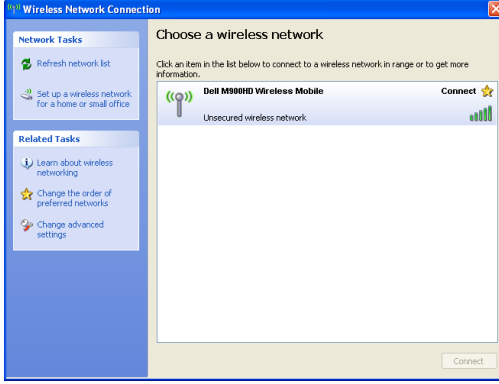 Wireless Network Connection
Network Tasks
Refresh network list
Set up a wireless network
for a home or small office
Related Tasks
Learn about wireless
networking
Change the order of
preferred networks
Change advanced
settings
Choose a wireless network
Click an item in the list below to connect to a wireless network in range or to get more
information.
Dell M900HD Wireless Mobile
Connect
Unsecured wireless network
Connect